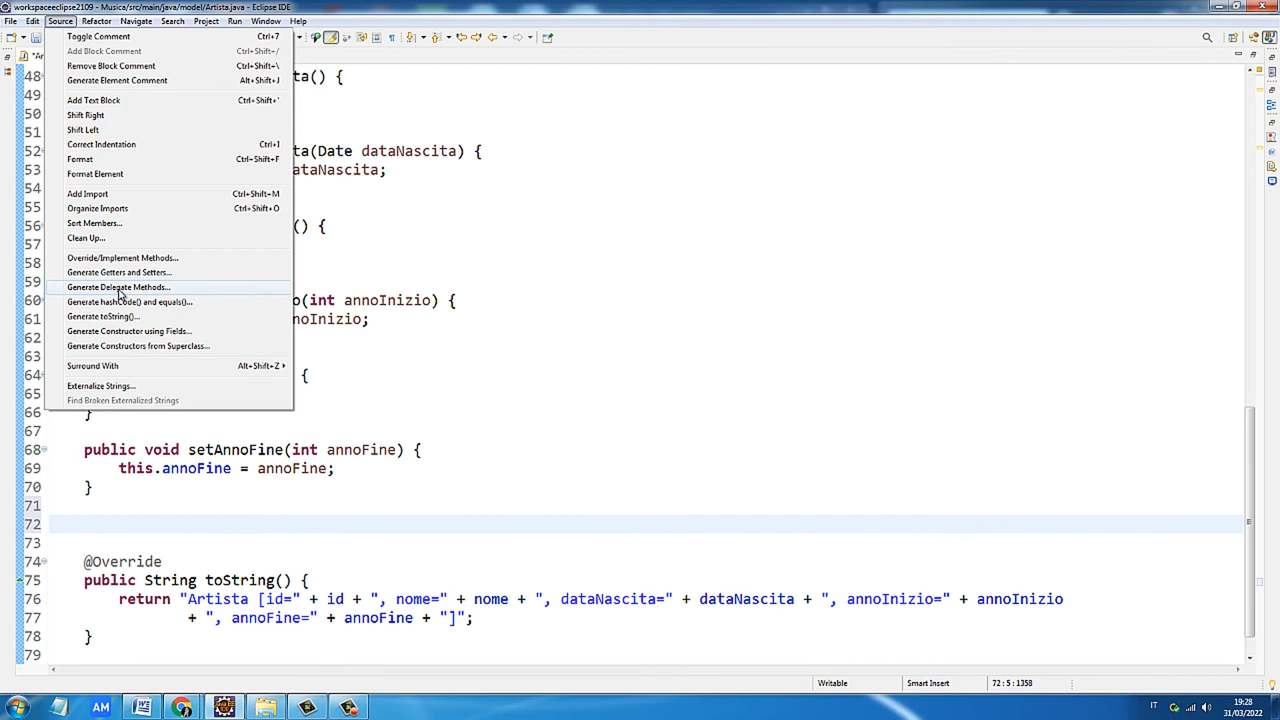 workspaceeclipse2109 - Musica/src/main/java/model/Artista.java - Eclipse IDE
File Edit Source Refactor Navigate Search Project Run Window Help
Toggle Comment Ctrl+7
Add Block Comment Ctrl+Shift+/
Remove Block Comment Ctrl+Shift+\
Generate Element Comment Alt+Shift+J
Add Text Block Ctrl+Shift+'
Shift Right
Shift Left
Correct Indentation Ctrl+I
Format Ctrl+Shift+F
Format Element
Add Import Ctrl+Shift+M
Organize Imports Ctrl+Shift+O
Sort Members...
Clean Up...
Override/Implement Methods...
Generate Getters and Setters...
Generate Delegate Methods...
Generate hashCode() and equals()...
Generate toString()...
Generate Constructor using Fields...
Generate Constructors from Superclass...
Surround With Alt+Shift+Z
Externalize Strings...
Find Broken Externalized Strings
48 ta() {
49
50
51
52 ta(Date dataNascita) {
53 ataNascita;
54
55
56 () {
57
58
59
60 o(int annoInizio) {
61 noInizio;
62
63
64 {
65
66 }
67
68 public void setAnnoFine(int annoFine) {
69 this.annoFine = annoFine;
70 }
71
72
73
74 @Override
75 public String toString() {
76 return "Artista [id=" + id + ", nome=" + nome + ", dataNascita=" + dataNascita + ", annoInizio=" + annoInizio
77 + ", annoFine=" + annoFine + "]";
78 }
79
Writable Smart Insert 72 : 5 : 1358
AM IT 19:28
31/03/2022